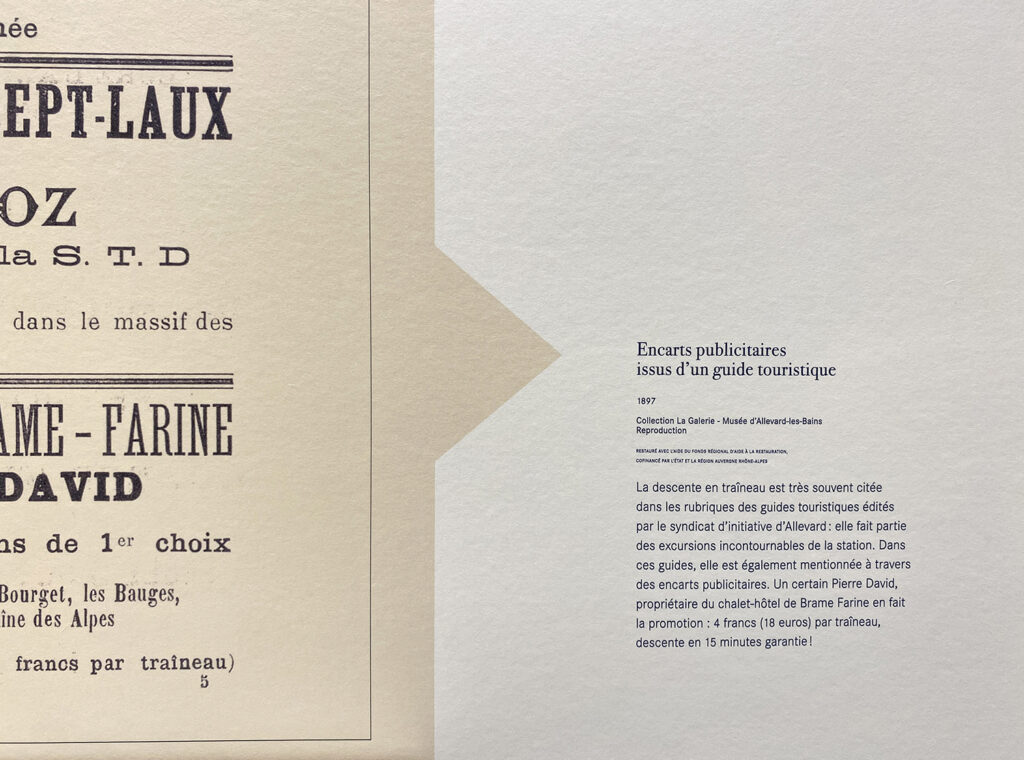 née
EPT-LAUX
OZ
la S. T. D
dans le massif des
AME - FARINE
DAVID
ns de 1er choix
Bourget, les Bauges,
ine des Alpes
francs par traîneau)
5
Encarts publicitaires
issus d'un guide touristique
1897
Collection La Galerie - Musée d'Allevard-les-Bains
Reproduction
RESTAURÉ AVEC L'AIDE DU FONDS RÉGIONAL D'AIDE À LA RESTAURATION,
COFINANCÉ PAR L'ÉTAT ET LA RÉGION AUVERGNE RHÔNE-ALPES
La descente en traîneau est très souvent citée
dans les rubriques des guides touristiques édités
par le syndicat d'initiative d'Allevard : elle fait partie
des excursions incontournables de la station. Dans
ces guides, elle est également mentionnée à travers
des encarts publicitaires. Un certain Pierre David,
propriétaire du chalet-hôtel de Brame Farine en fait
la promotion : 4 francs (18 euros) par traîneau,
descente en 15 minutes garantie !